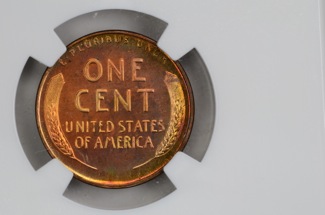 E PLURIBUS UNUM
ONE
CENT
UNITED STATES
OF AMERICA